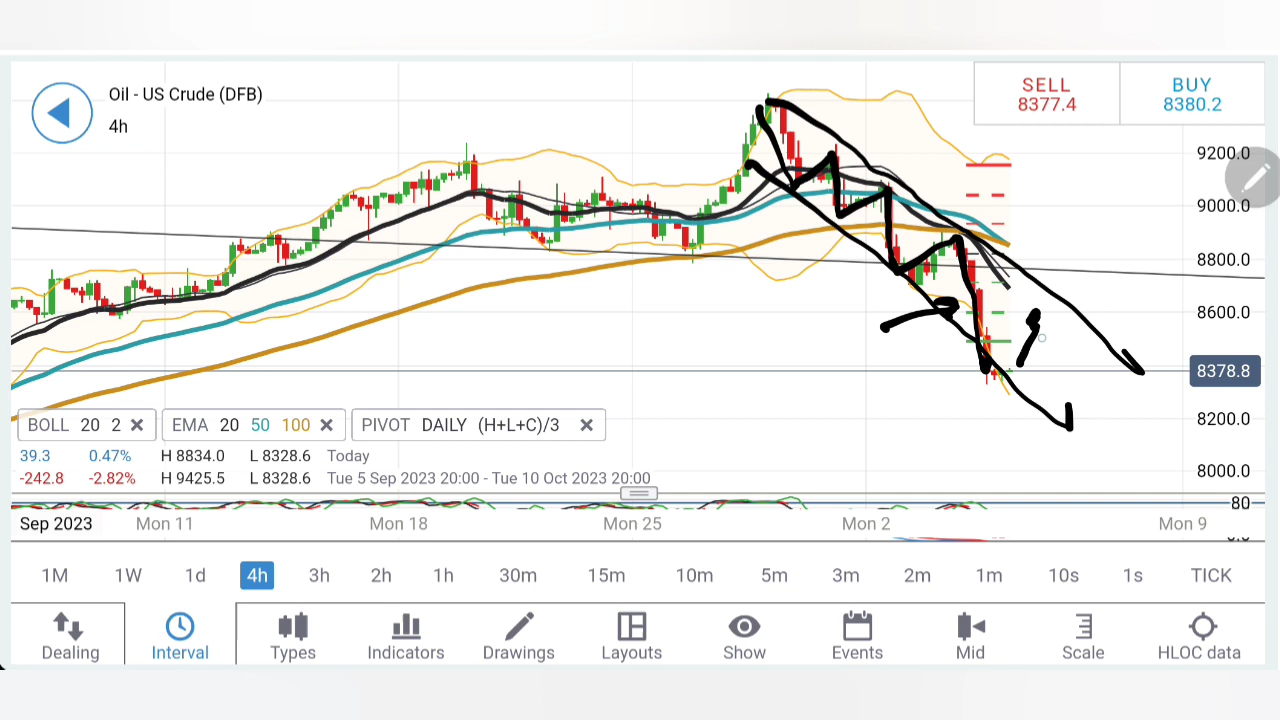 Oil - US Crude (DFB)
4h
SELL
8377.4
BUY
8380.2
9200.0
9000.0
8800.0
8600.0
8378.8
8200.0
8000.0
BOLL 20 2 EMA 20 50 100 PIVOT DAILY (H+L+C)/3
39.3 0.47% H 8834.0 L 8328.6 Today
-242.8 -2.82% H 9425.5 L 8328.6 Tue 5 Sep 2023 20:00 - Tue 10 Oct 2023 20:00
80
Sep 2023 Mon 11 Mon 18 Mon 25 Mon 2 Mon 9
1M 1W 1d 4h 3h 2h 1h 30m 15m 10m 5m 3m 2m 1m 10s 1s TICK
Dealing Interval Types Indicators Drawings Layouts Show Events Mid Scale HLOC data